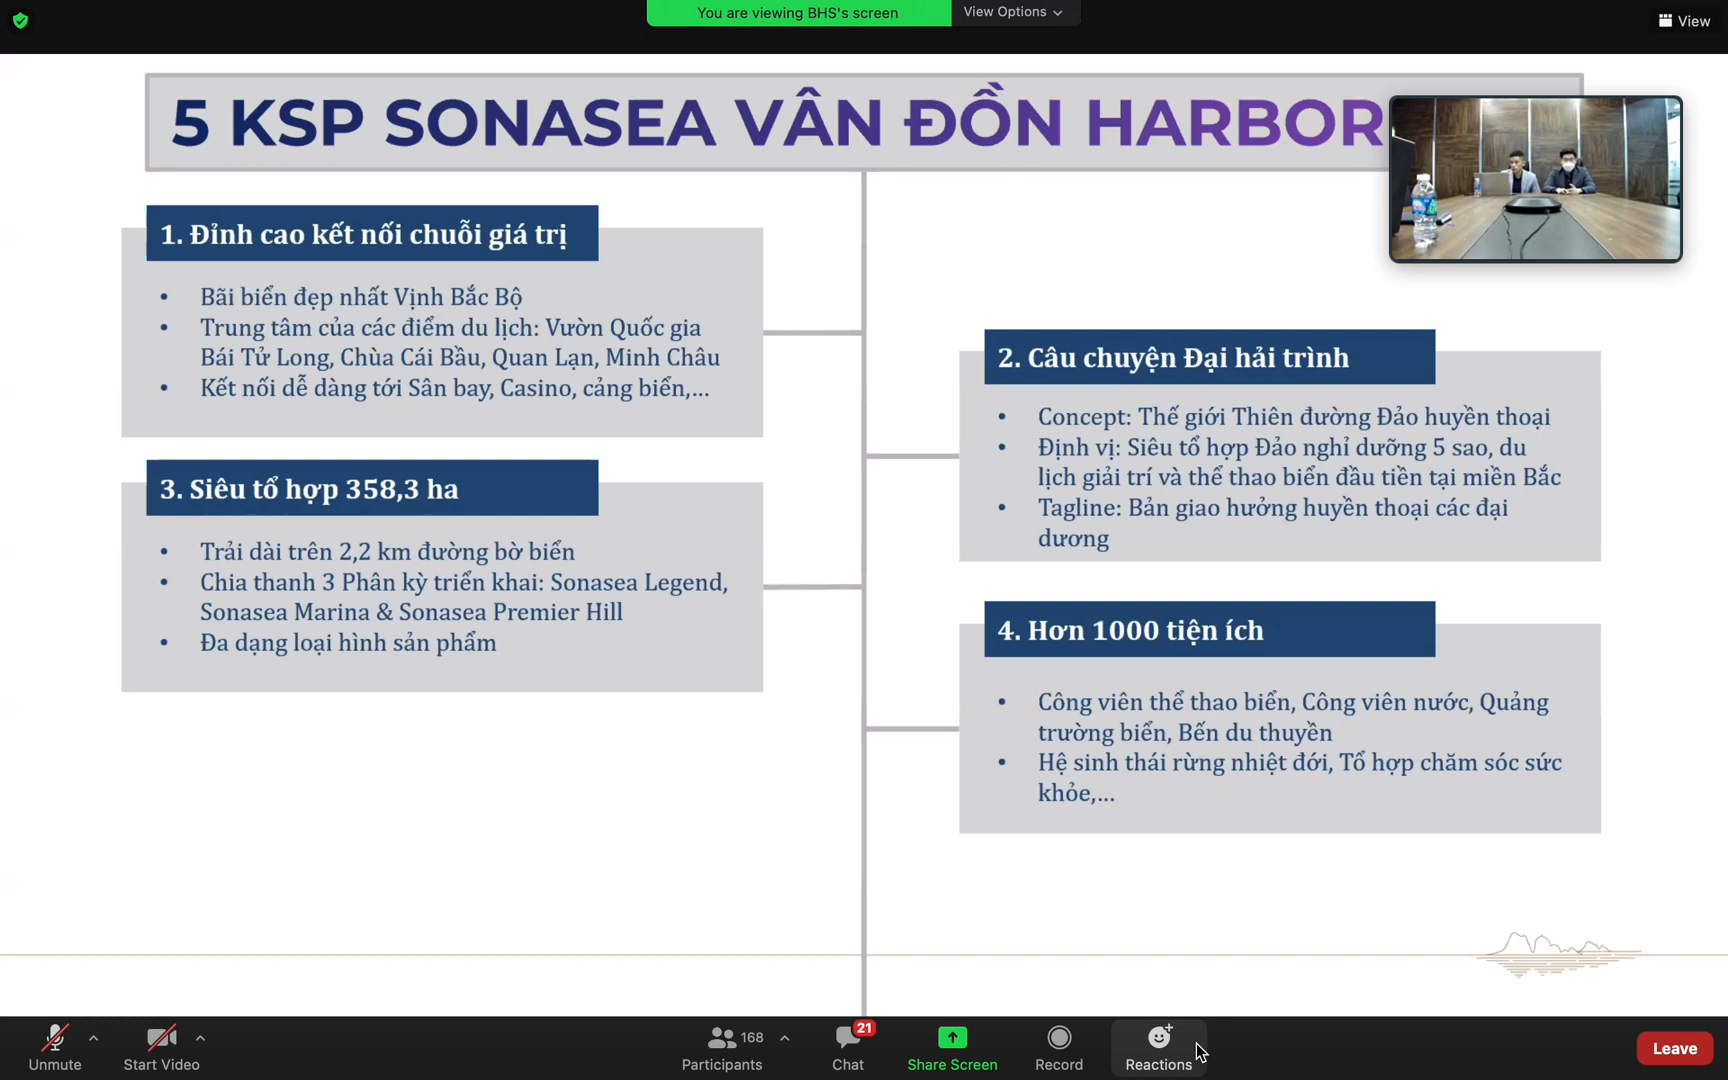 You are viewing BHS's screen
View Options
View
5 KSP SONASEA VÂN ĐỒN HARBOR
1. Đỉnh cao kết nối chuỗi giá trị
• Bãi biển đẹp nhất Vịnh Bắc Bộ
• Trung tâm của các điểm du lịch: Vườn Quốc gia
Bái Tử Long, Chùa Cái Bầu, Quan Lạn, Minh Châu
• Kết nối dễ dàng tới Sân bay, Casino, cảng biển,...
2. Câu chuyện Đại hải trình
• Concept: Thế giới Thiên đường Đảo huyền thoại
• Định vị: Siêu tổ hợp Đảo nghỉ dưỡng 5 sao, du
lịch giải trí và thể thao biển đầu tiền tại miền Bắc
• Tagline: Bản giao hưởng huyền thoại các đại
dương
3. Siêu tổ hợp 358,3 ha
• Trải dài trên 2,2 km đường bờ biển
• Chia thanh 3 Phân kỳ triển khai: Sonasea Legend,
Sonasea Marina & Sonasea Premier Hill
• Đa dạng loại hình sản phẩm
4. Hơn 1000 tiện ích
• Công viên thể thao biển, Công viên nước, Quảng
trường biển, Bến du thuyền
• Hệ sinh thái rừng nhiệt đới, Tổ hợp chăm sóc sức
khỏe,...
Unmute
Start Video
168
Participants
21
Chat
Share Screen
Record
Reactions
Leave